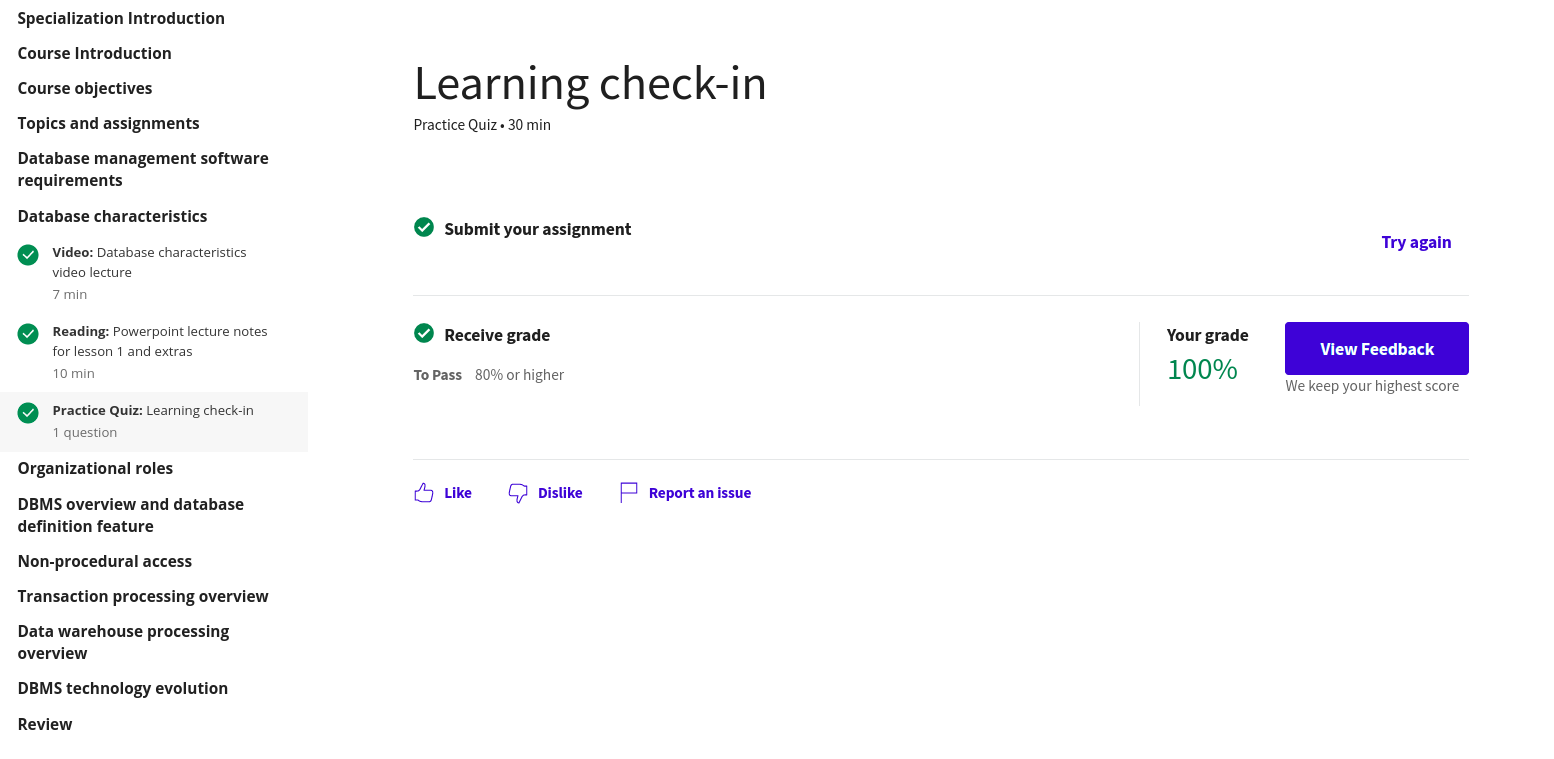 Specialization Introduction
Course Introduction
Course objectives
Topics and assignments
Database management software
requirements
Database characteristics
Video: Database characteristics
video lecture
7 min
Reading: Powerpoint lecture notes
for lesson 1 and extras
10 min
Practice Quiz: Learning check-in
1 question
Organizational roles
DBMS overview and database
definition feature
Non-procedural access
Transaction processing overview
Data warehouse processing
overview
DBMS technology evolution
Review
Learning check-in
Practice Quiz • 30 min
Submit your assignment
Try again
Receive grade
To Pass 80% or higher
Your grade
100%
View Feedback
We keep your highest score
Like
Dislike
Report an issue